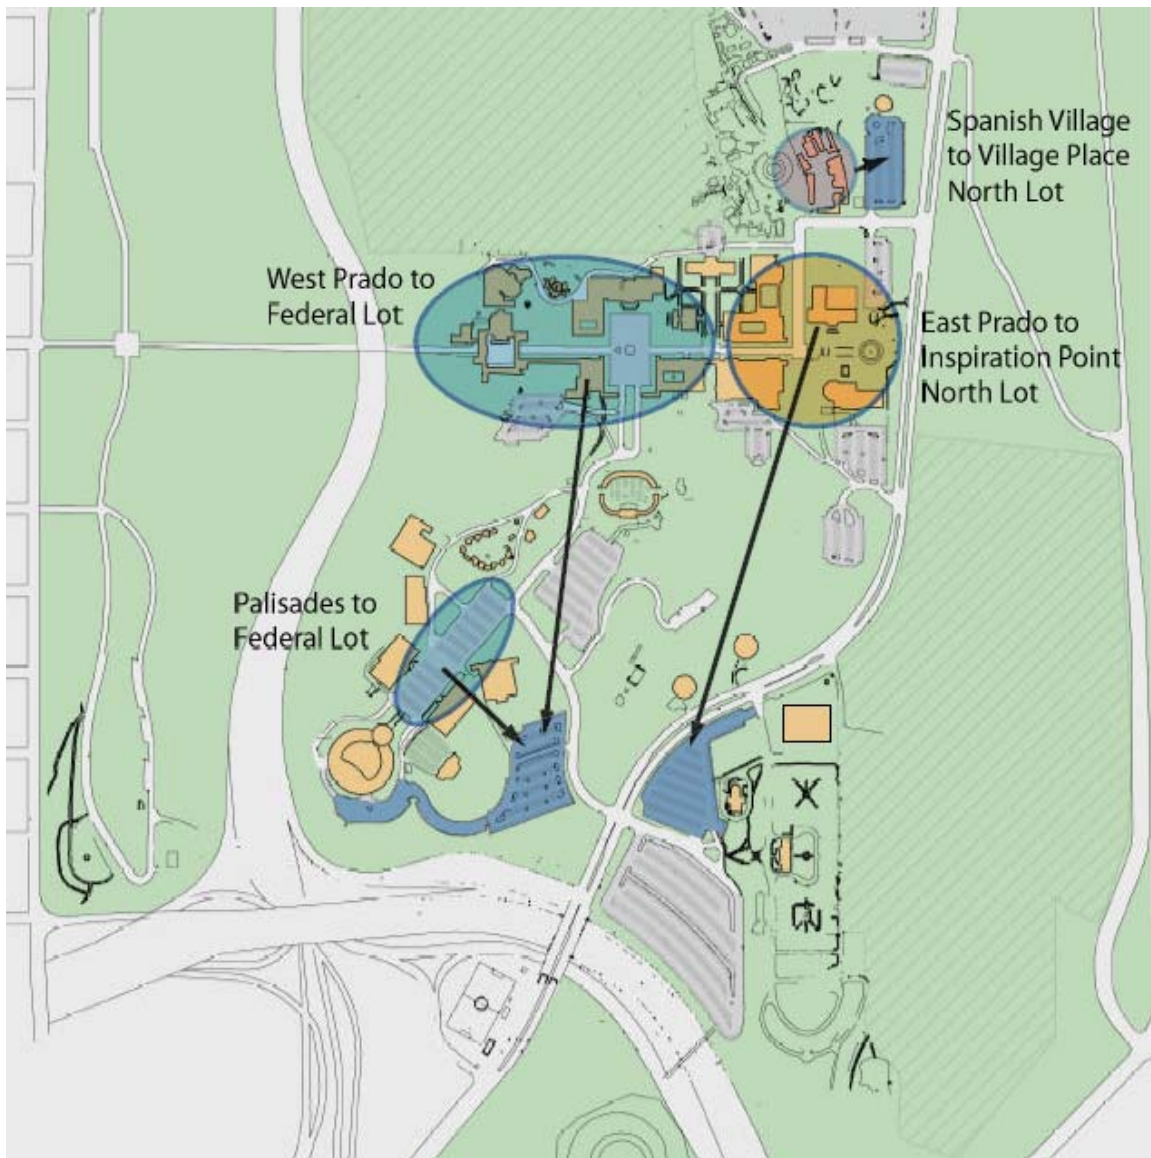 Spanish Village
to Village Place
North Lot
West Prado to
Federal Lot
East Prado to
Inspiration Point
North Lot
Palisades to
Federal Lot